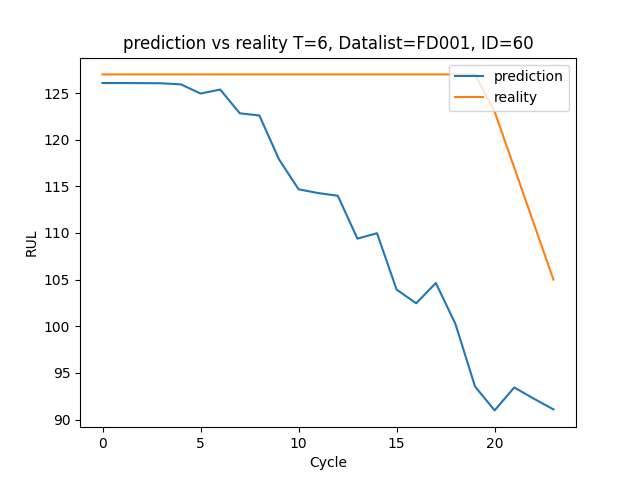 prediction vs reality T=6, Datalist=FD001, ID=60
prediction
reality
RUL
125
120
115
110
105
100
95
90
0 5 10 15 20
Cycle